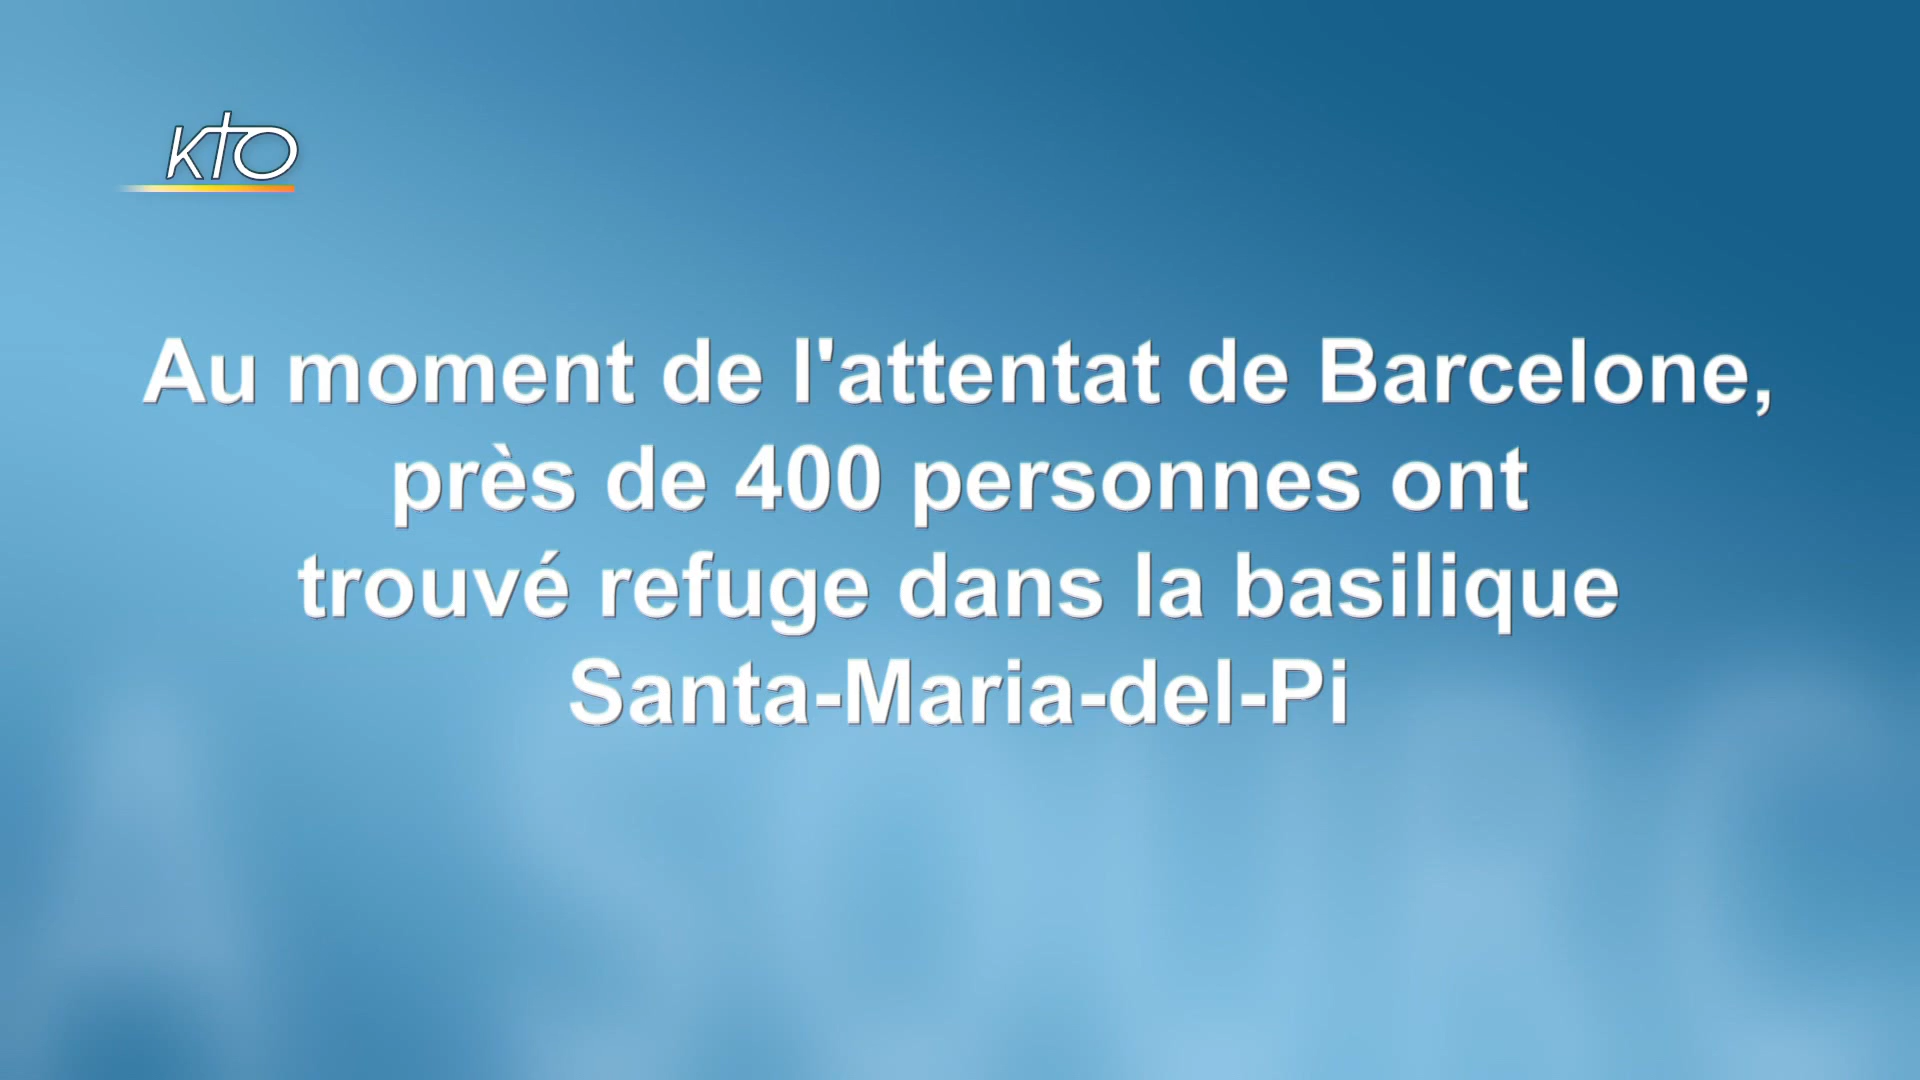 KTO
Au moment de l'attentat de Barcelone,
près de 400 personnes ont
trouvé refuge dans la basilique
Santa-Maria-del-Pi